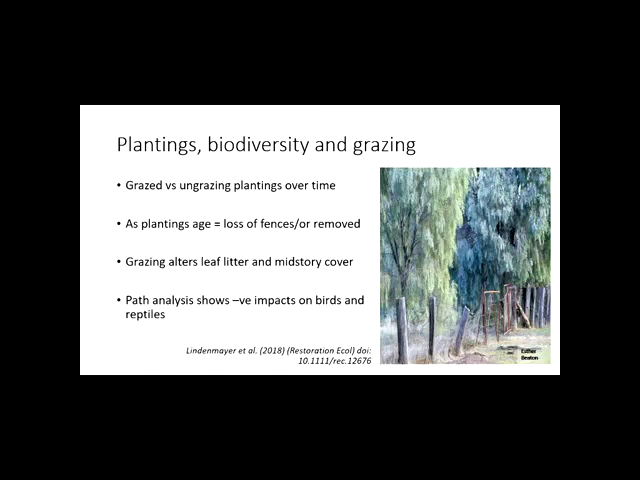 Plantings, biodiversity and grazing
• Grazed vs ungrazing plantings over time
• As plantings age = loss of fences/or removed
• Grazing alters leaf litter and midstory cover
• Path analysis shows –ve impacts on birds and
reptiles
Lindenmayer et al. (2018) (Restoration Ecol) doi:
10.1111/rec.12676
Esther
Beaton